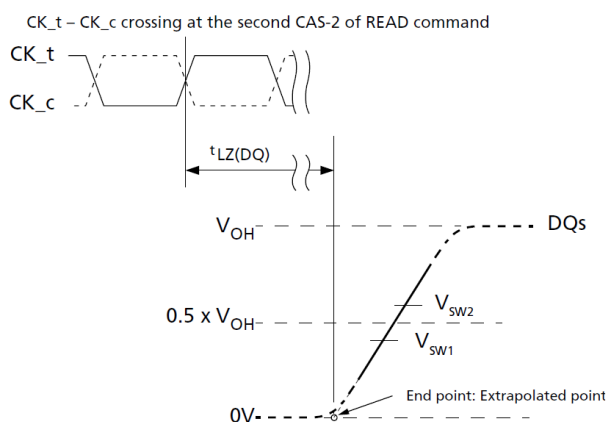 CK_t – CK_c crossing at the second CAS-2 of READ command
CK_t
CK_c
tLZ(DQ)
VOH
DQs
VSW2
0.5 x VOH
VSW1
End point: Extrapolated point
0V